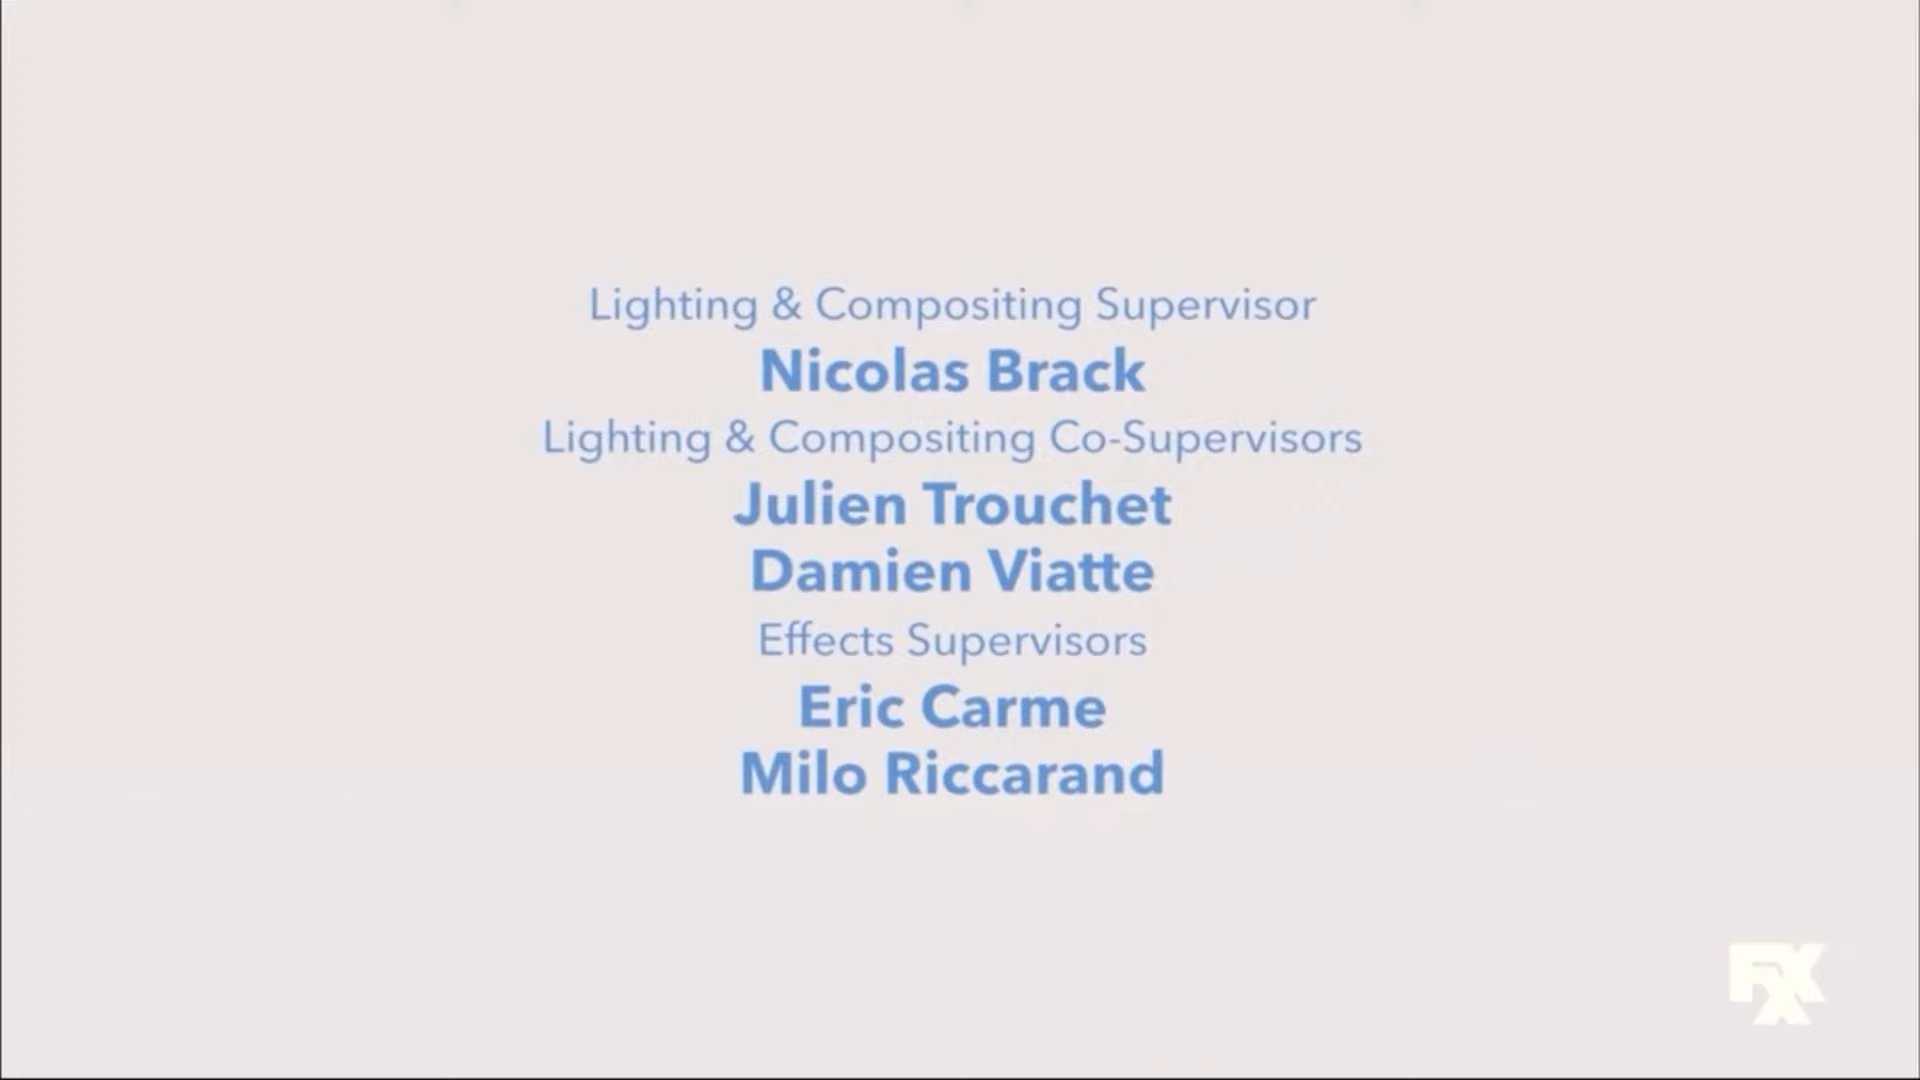 Lighting & Compositing Supervisor
Nicolas Brack
Lighting & Compositing Co-Supervisors
Julien Trouchet
Damien Viatte
Effects Supervisors
Eric Carme
Milo Riccarand
FXX